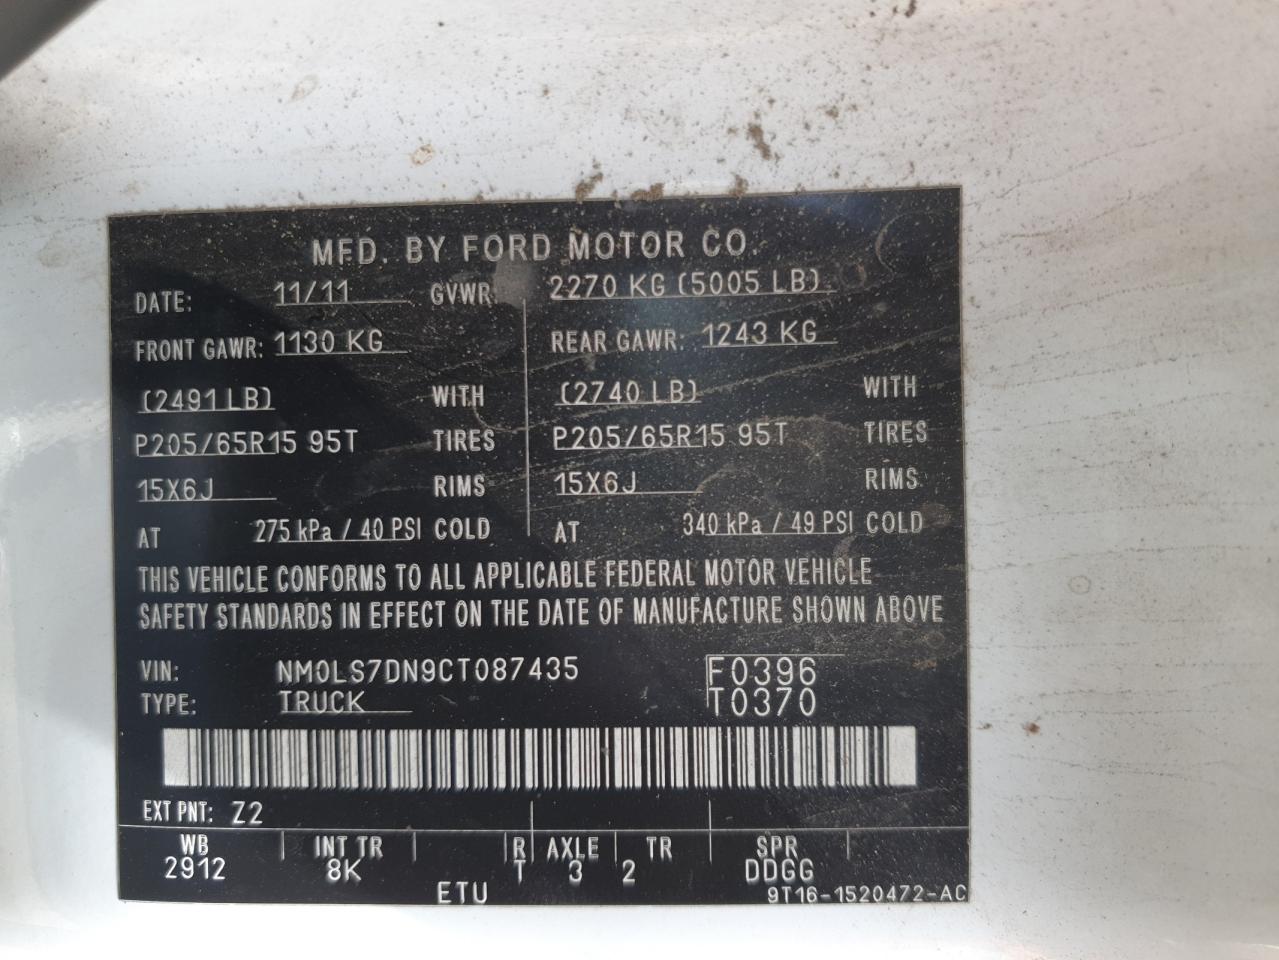 MFD. BY FORD MOTOR CO
DATE: 11/11 GVWR: 2270 KG (5005 LB)
FRONT GAWR: 1130 KG REAR GAWR: 1243 KG
(2491 LB) WITH (2740 LB) WITH
P205/65R15 95T TIRES P205/65R15 95T TIRES
15X6J RIMS 15X6J RIMS
AT 275 kPa / 40 PSI COLD AT 340 kPa / 49 PSI COLD
THIS VEHICLE CONFORMS TO ALL APPLICABLE FEDERAL MOTOR VEHICLE
SAFETY STANDARDS IN EFFECT ON THE DATE OF MANUFACTURE SHOWN ABOVE
VIN: NM0LS7DN9CT087435 F0396
TYPE: TRUCK T0370
EXT PNT: Z2
WB INT TR R AXLE TR SPR
2912 8K T 3 2 DDGG
ETU 9T16-1520472-AC